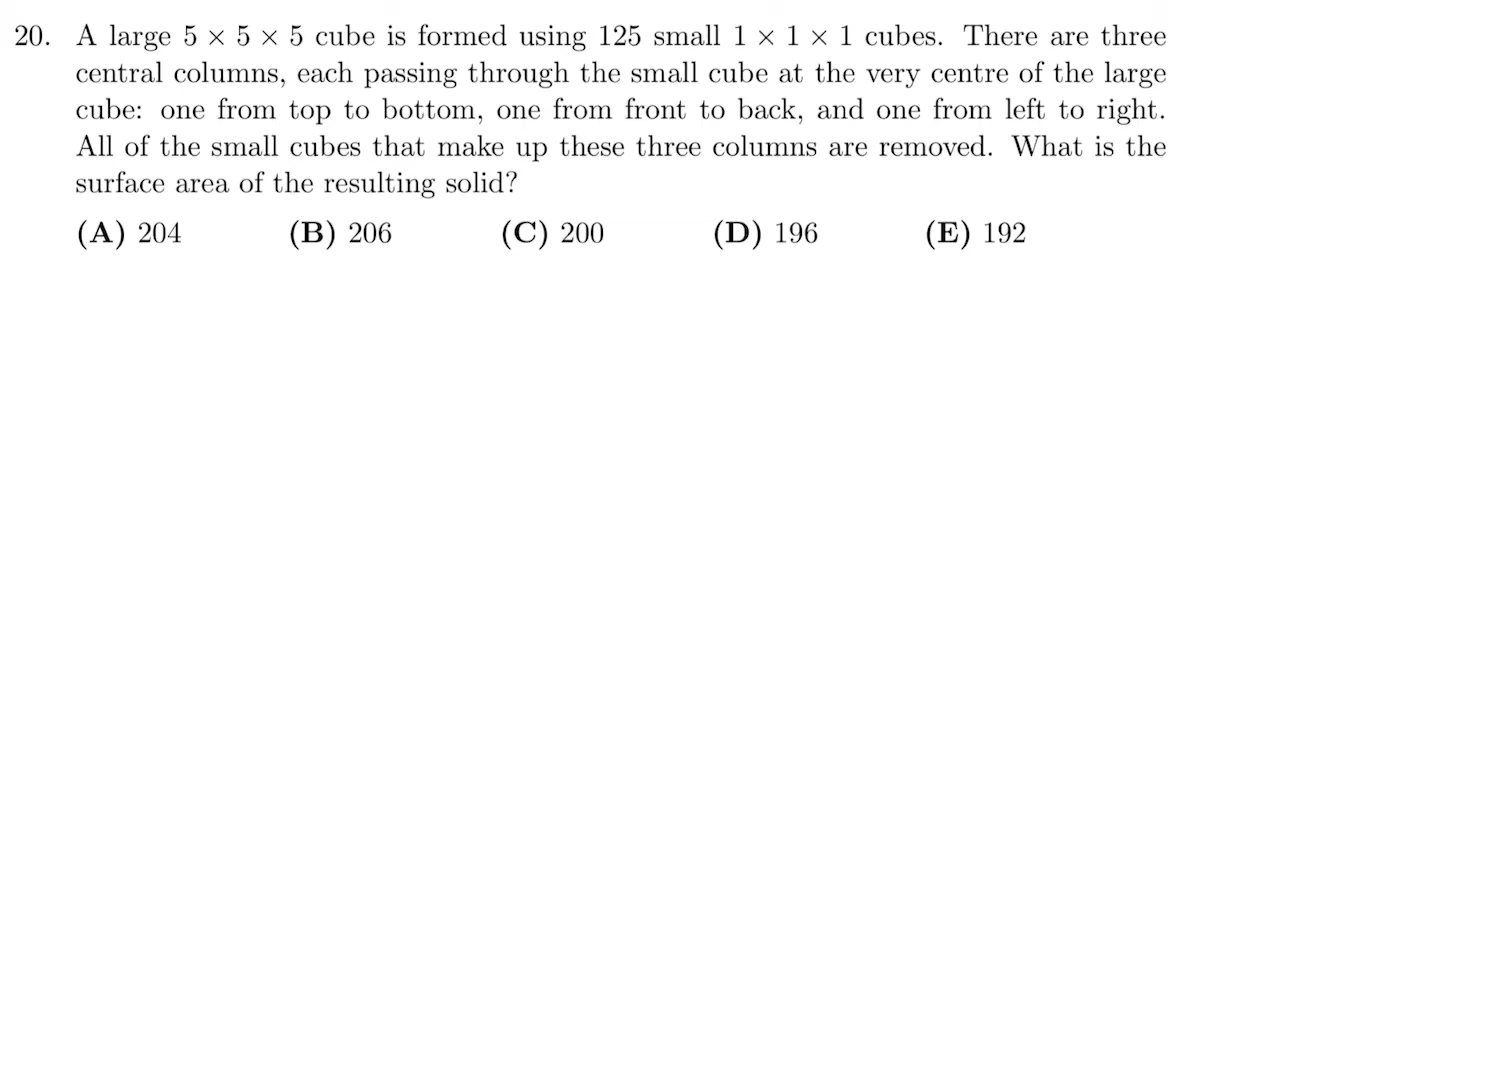 20. A large 5 × 5 × 5 cube is formed using 125 small 1 × 1 × 1 cubes. There are three
central columns, each passing through the small cube at the very centre of the large
cube: one from top to bottom, one from front to back, and one from left to right.
All of the small cubes that make up these three columns are removed. What is the
surface area of the resulting solid?
(A) 204 (B) 206 (C) 200 (D) 196 (E) 192